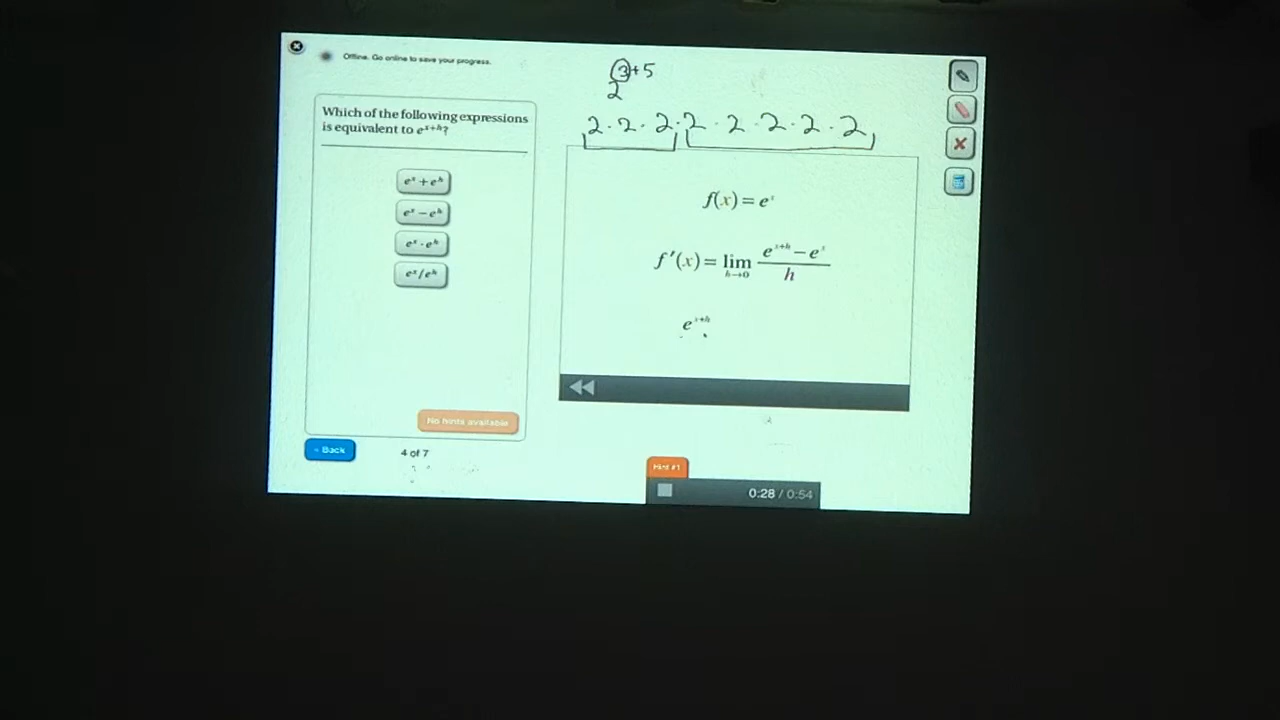 Offline. Go online to save your progress.
Which of the following expressions
is equivalent to eˣ⁺ʰ?
eˣ + eʰ
eˣ − eʰ
eˣ · eʰ
eˣ / eʰ
No hints available
Back
4 of 7
2³⁺⁵
2 · 2 · 2 · 2 · 2 · 2 · 2 · 2
f(x) = eˣ
f′(x) = lim h→0 (eˣ⁺ʰ − eˣ) / h
eˣ⁺ʰ
Hint #1
0:28 / 0:54